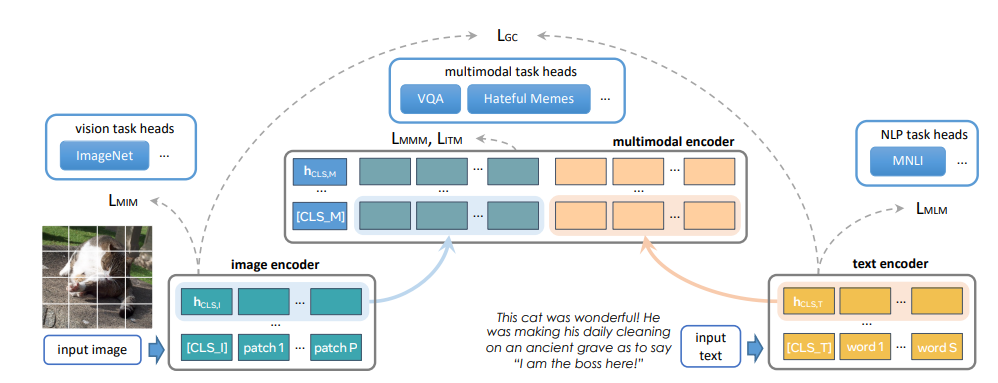 LGC
multimodal task heads
VQA
Hateful Memes
...
vision task heads
ImageNet
...
LMMM, LITM
multimodal encoder
NLP task heads
MNLI
...
hCLS,M
...
...
...
...
...
[CLS_M]
...
...
LMIM
LMLM
image encoder
text encoder
hCLS,I
...
...
hCLS,T
...
...
This cat was wonderful! He
was making his daily cleaning
on an ancient grave as to say
“I am the boss here!”
input image
[CLS_I]
patch 1
...
patch P
input
text
[CLS_T]
word 1
...
word S